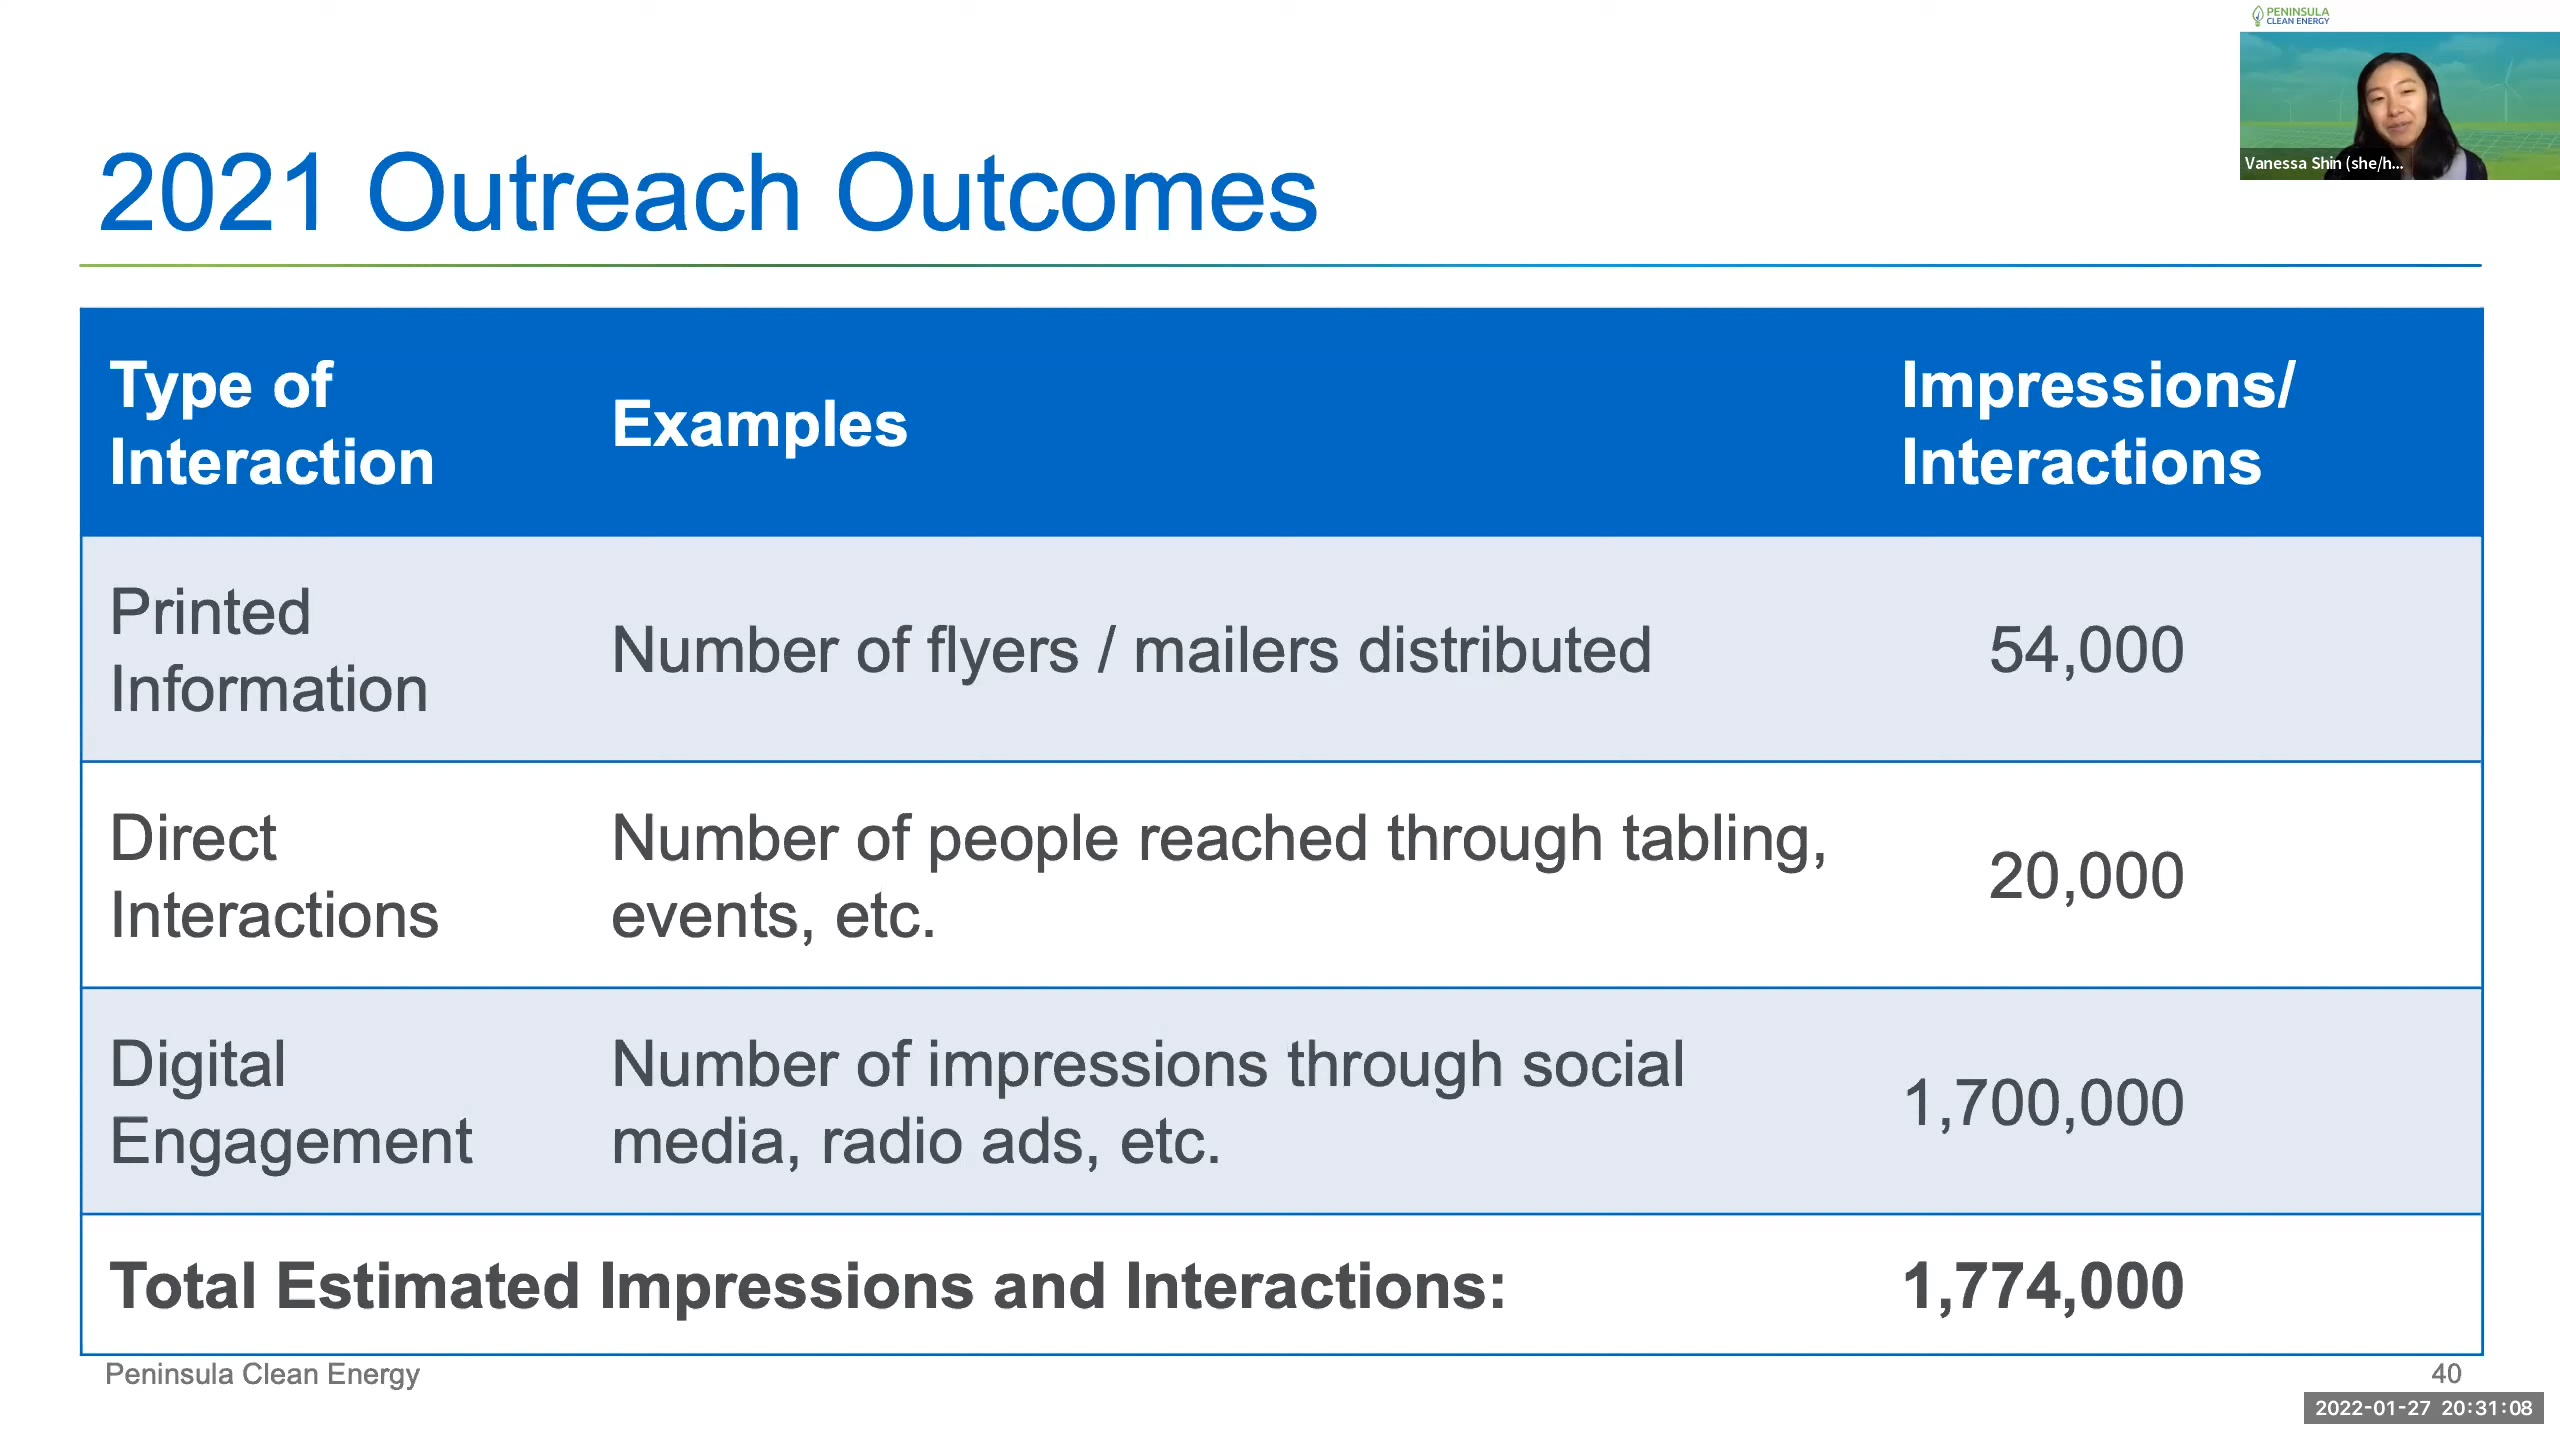 PENINSULA
CLEAN ENERGY
Vanessa Shin (she/h...
2021 Outreach Outcomes
Type of
Interaction
Examples
Impressions/
Interactions
Printed
Information
Number of flyers / mailers distributed
54,000
Direct
Interactions
Number of people reached through tabling,
events, etc.
20,000
Digital
Engagement
Number of impressions through social
media, radio ads, etc.
1,700,000
Total Estimated Impressions and Interactions:
1,774,000
Peninsula Clean Energy
40
2022-01-27 20:31:08